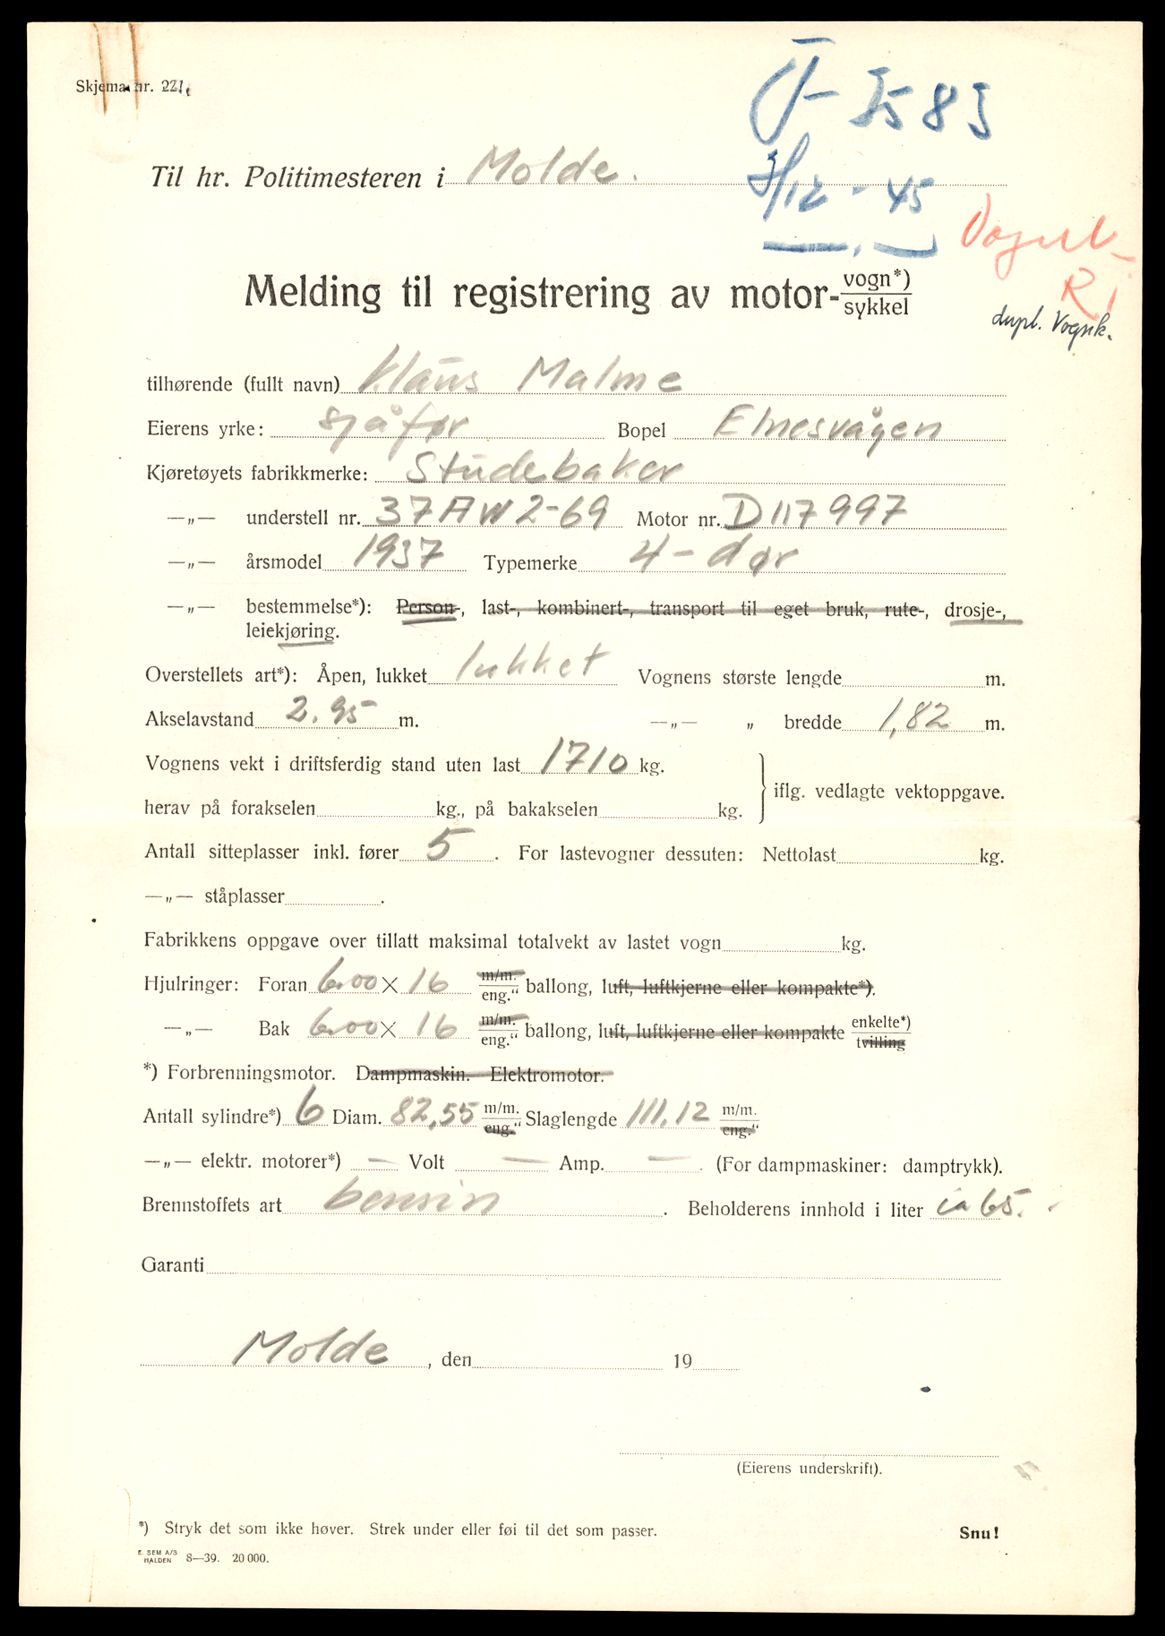 Skjema nr. 221.
T- 3583
Til hr. Politimesteren i Molde.
3/12 - 45
Vognk
R
dupl. Vognk.
Melding til registrering av motor-vogn*)
sykkel
tilhørende (fullt navn) Klaus Malme
Eierens yrke: sjåfør Bopel Elnesvågen
Kjøretøyets fabrikkmerke: Studebaker
—„— understell nr. 37AW2-69 Motor nr. D117997
—„— årsmodel 1937 Typemerke 4-dør
—„— bestemmelse*): Person-, last-, kombinert-, transport til eget bruk, rute-, drosje-,
leiekjøring.
Overstellets art*): Åpen, lukket lukket Vognens største lengde m.
Akselavstand 2.95 m. —„— „ bredde 1,82 m.
Vognens vekt i driftsferdig stand uten last 1710 kg.
iflg. vedlagte vektoppgave.
herav på forakselen kg., på bakakselen kg.
Antall sitteplasser inkl. fører 5. For lastevogner dessuten: Nettolast kg.
—„— ståplasser .
Fabrikkens oppgave over tillatt maksimal totalvekt av lastet vogn kg.
Hjulringer: Foran 6.00 X 16 m/m. eng.“ ballong, luft, luftkjerne eller kompakte*).
—„— Bak 6.00 X 16 m/m. eng.“ ballong, luft, luftkjerne eller kompakte enkelte*) tvilling
*) Forbrenningsmotor. Dampmaskin. Elektromotor.
Antall sylindre*) 6 Diam. 82,55 m/m. eng.“ Slaglengde 111,12 m/m. eng.“
—„— elektr. motorer*) — Volt — Amp. — . (For dampmaskiner: damptrykk).
Brennstoffets art bensin . Beholderens innhold i liter ca 65.
Garanti
Molde, den 19
(Eierens underskrift).
*) Stryk det som ikke høver. Strek under eller føi til det som passer.
Snu!
E. SEM A/S
HALDEN 8—39. 20 000.